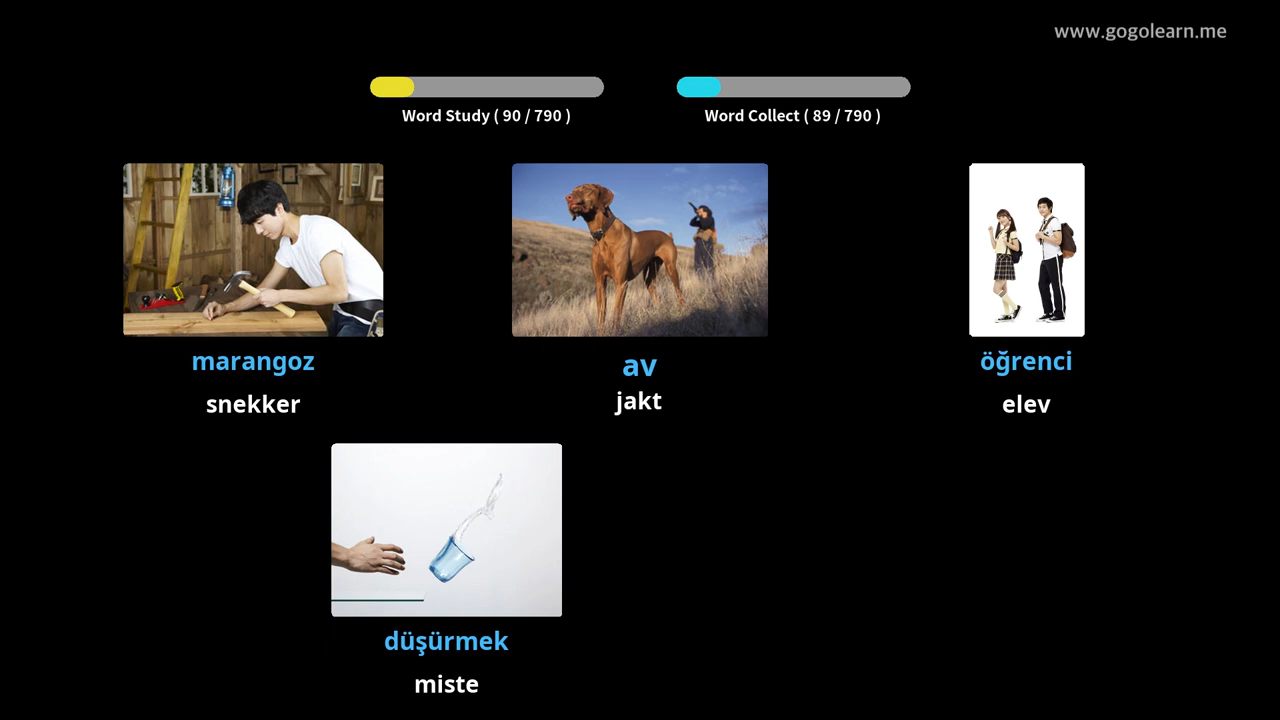 www.gogolearn.me
Word Study ( 90 / 790 )
Word Collect ( 89 / 790 )
marangoz
snekker
av
jakt
öğrenci
elev
düşürmek
miste